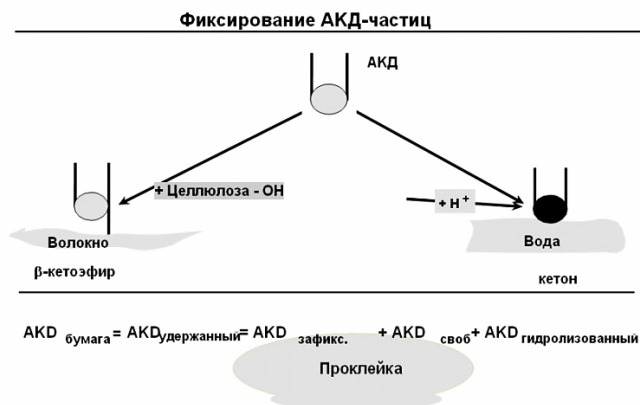 Фиксирование АКД-частиц
АКД
+ Целлюлоза - ОН
+ Н⁺
Волокно
Вода
β-кетоэфир
кетон
AKD бумага = AKD удержанный = AKD зафикс. + AKD своб + AKD гидролизованный
Проклейка